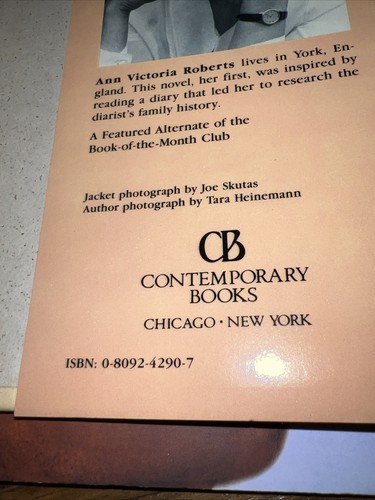 Ann Victoria Roberts lives in York, En-
gland. This novel, her first, was inspired by
reading a diary that led her to research the
diarist's family history.
A Featured Alternate of the
Book-of-the-Month Club
Jacket photograph by Joe Skutas
Author photograph by Tara Heinemann
CB
CONTEMPORARY
BOOKS
CHICAGO · NEW YORK
ISBN: 0-8092-4290-7